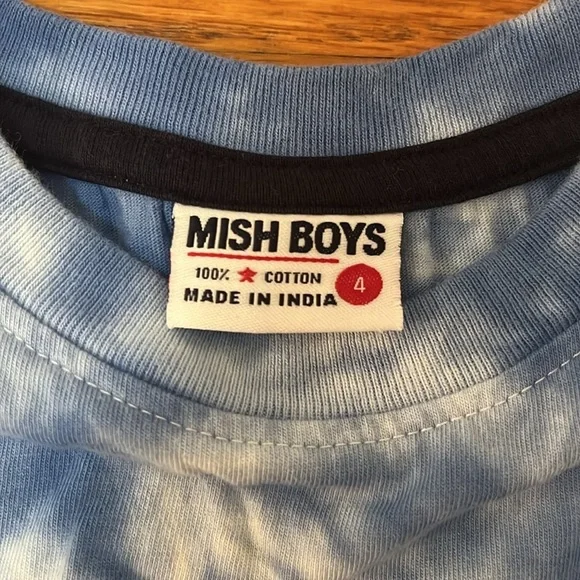 MISH BOYS
100% ★ COTTON
MADE IN INDIA
4